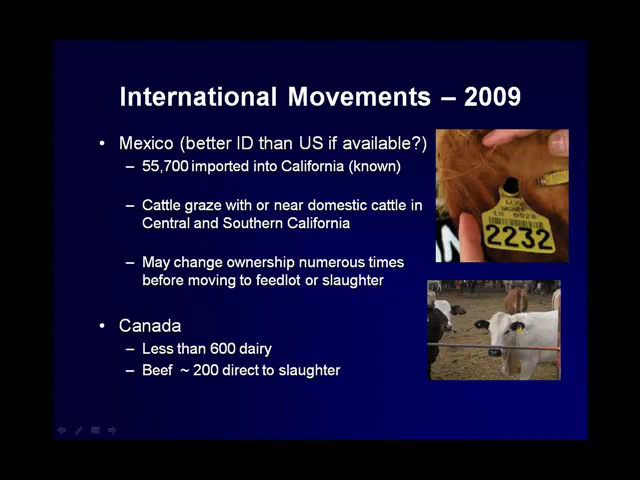 International Movements – 2009
• Mexico (better ID than US if available?)
– 55,700 imported into California (known)
– Cattle graze with or near domestic cattle in
Central and Southern California
– May change ownership numerous times
before moving to feedlot or slaughter
• Canada
– Less than 600 dairy
– Beef ~ 200 direct to slaughter
2232